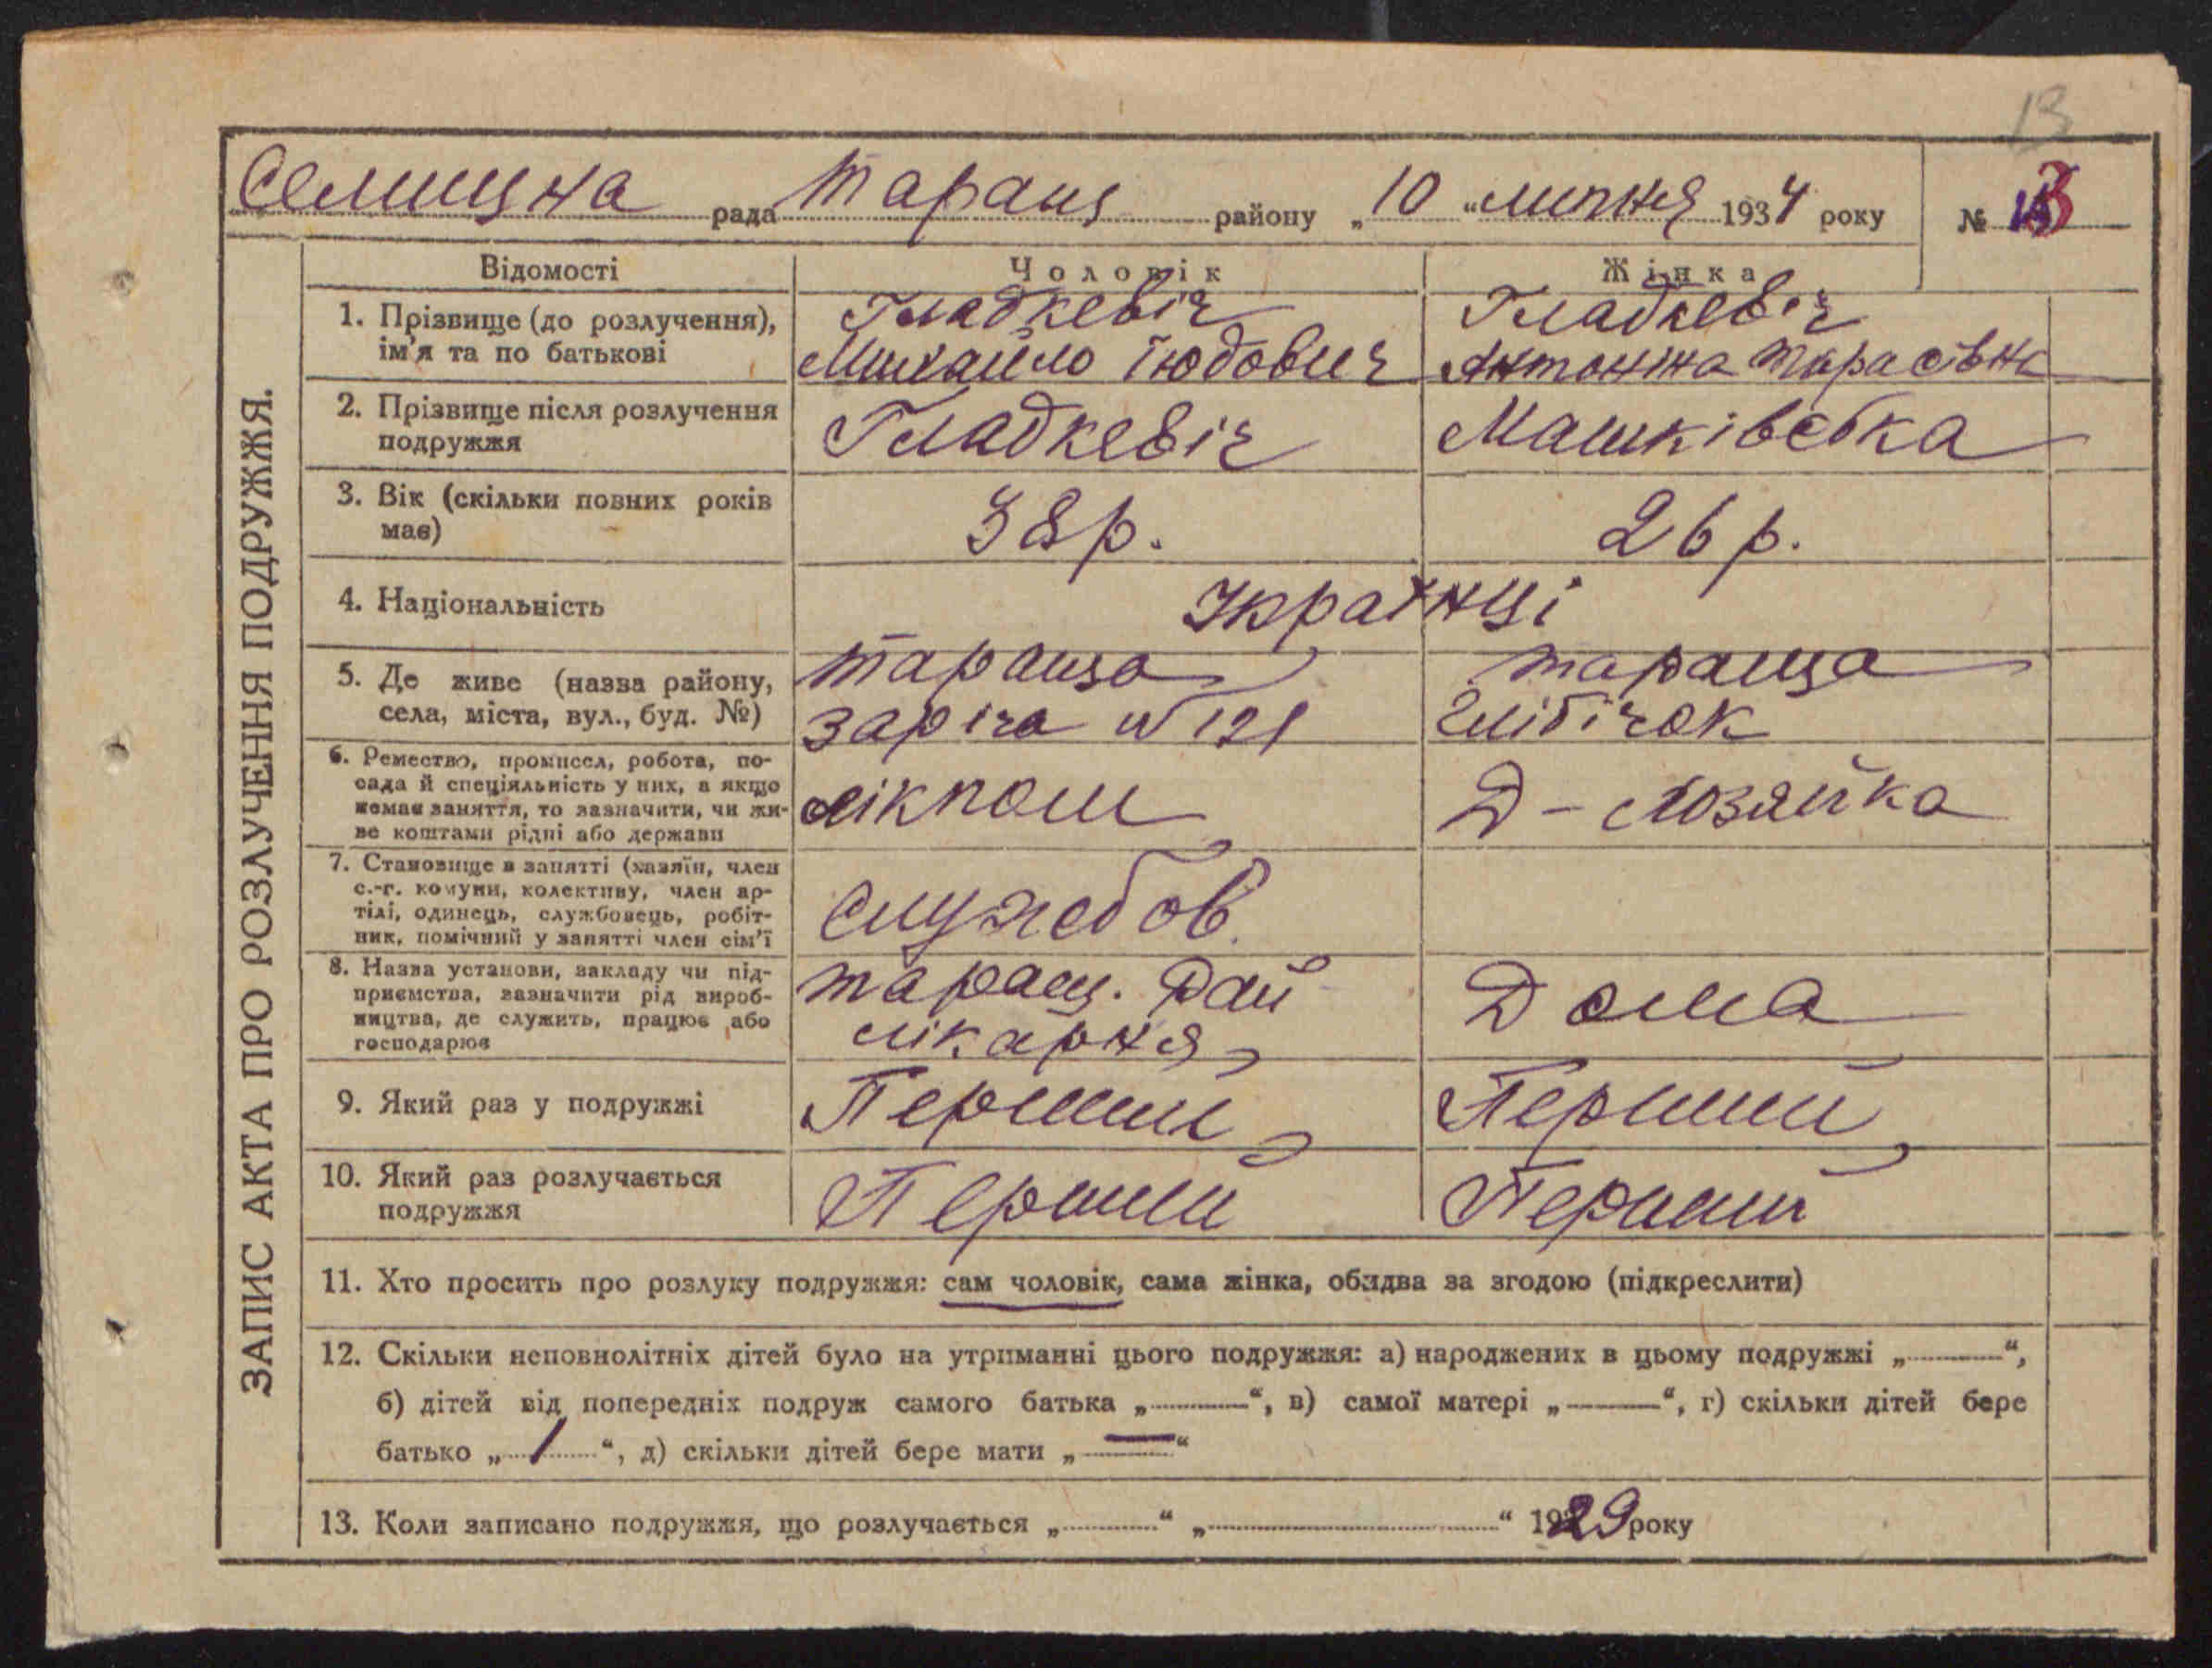 13
Селищна рада Таращ району „10“ липня 1934 року № 13
ЗАПИС АКТА ПРО РОЗЛУЧЕННЯ ПОДРУЖЖЯ.
Відомості Чоловік Жінка
1. Прізвище (до розлучення), ім'я та по батькові
Гладкевіч
Михайло
Гладкевіч
Антоніна Тарасівна
2. Прізвище після розлучення подружжя
Гладкевіч
Машківська
3. Вік (скільки повних років має)
38 р.
26 р.
4. Національність
Українці
5. Де живе (назва району, села, міста, вул., буд. №)
Тараща
заріча № 121
Тараща
глібічок
6. Ремество, промисел, робота, посада й спеціяльність у них, а якщо немає заняття, то зазначити, чи живе коштами рідні або держави
лікпом
Д-Хозяйка
7. Становище в занятті (хазяїн, член с.-г. комуни, колективу, член артілі, одинець, службовець, робітник, помічний у занятті член сім'ї
служебов.
8. Назва установи, закладу чи підприємства, зазначити рід виробництва, де служить, працює або господарює
Таращ. Рай
лікарня
Дома
9. Який раз у подружжі
Перший
Перший
10. Який раз розлучається подружжя
Перший
Перший
11. Хто просить про розлуку подружжя: сам чоловік, сама жінка, обидва за згодою (підкреслити)
12. Скільки неповнолітніх дітей було на утриманні цього подружжя: а) народжених в цьому подружжі „—“,
б) дітей від попередніх подруж самого батька „—“, в) самої матері „—“, г) скільки дітей бере
батько „1“, д) скільки дітей бере мати „—“
13. Коли записано подружжя, що розлучається „ “ „ “ 1929 року